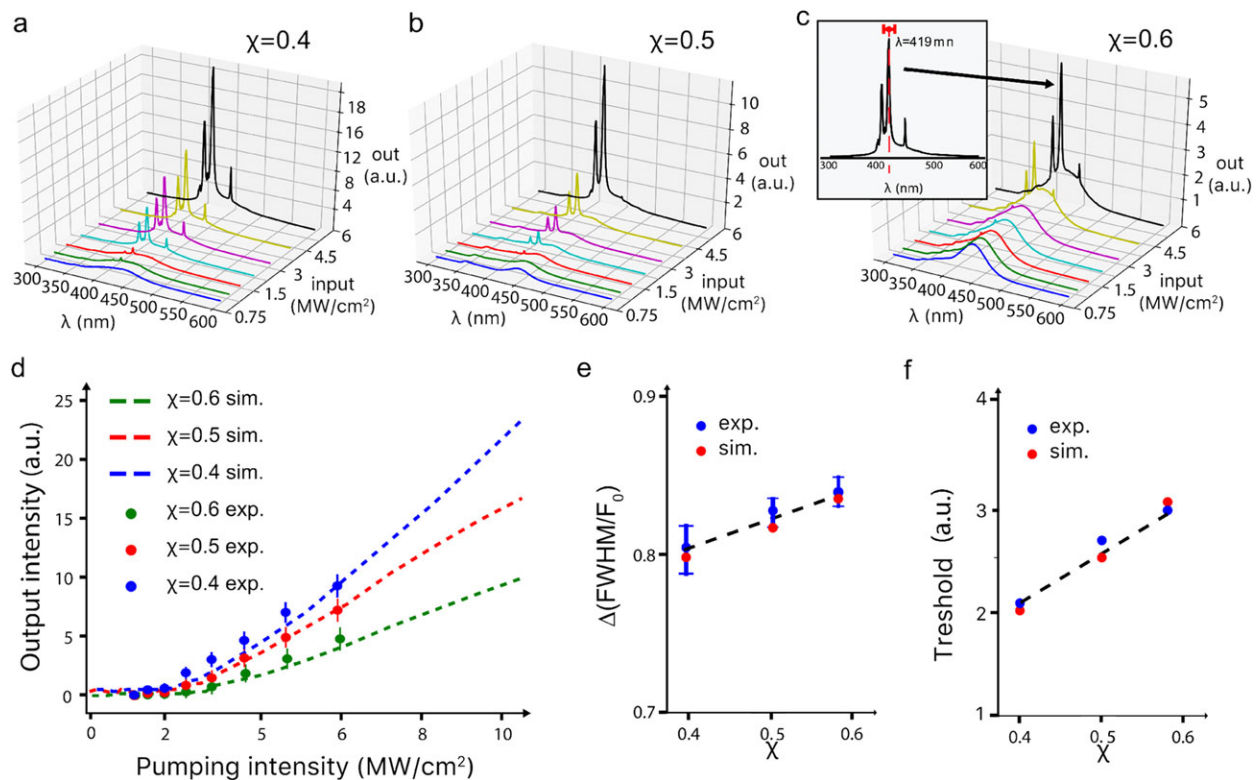 a
χ=0.4
18
16
12
8
4
out
(a.u.)
6
4.5
3
1.5
0.75
input
(MW/cm²)
300
350
400
450
500
550
600
λ (nm)
b
χ=0.5
10
8
6
4
2
out
(a.u.)
6
4.5
3
1.5
0.75
input
(MW/cm²)
300
350
400
450
500
550
600
λ (nm)
c
λ=419mn
300 400 500 600
λ (nm)
χ=0.6
5
4
3
2
1
out
(a.u.)
6
4.5
3
1.5
0.75
input
(MW/cm²)
300
350
400
450
500
550
600
λ (nm)
d
χ=0.6 sim.
χ=0.5 sim.
χ=0.4 sim.
χ=0.6 exp.
χ=0.5 exp.
χ=0.4 exp.
25
20
15
10
5
0
Output intensity (a.u.)
0 2 5 6 8 10
Pumping intensity (MW/cm²)
e
exp.
sim.
0.9
0.8
0.7
Δ(FWHM/F₀)
0.4 0.5 0.6
χ
f
exp.
sim.
4
3
2
1
Treshold (a.u.)
0.4 0.5 0.6
χ